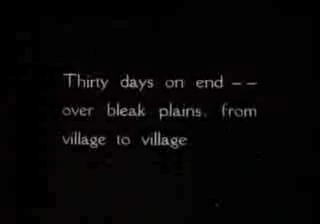 Thirty days on end --
over bleak plains, from
village to village